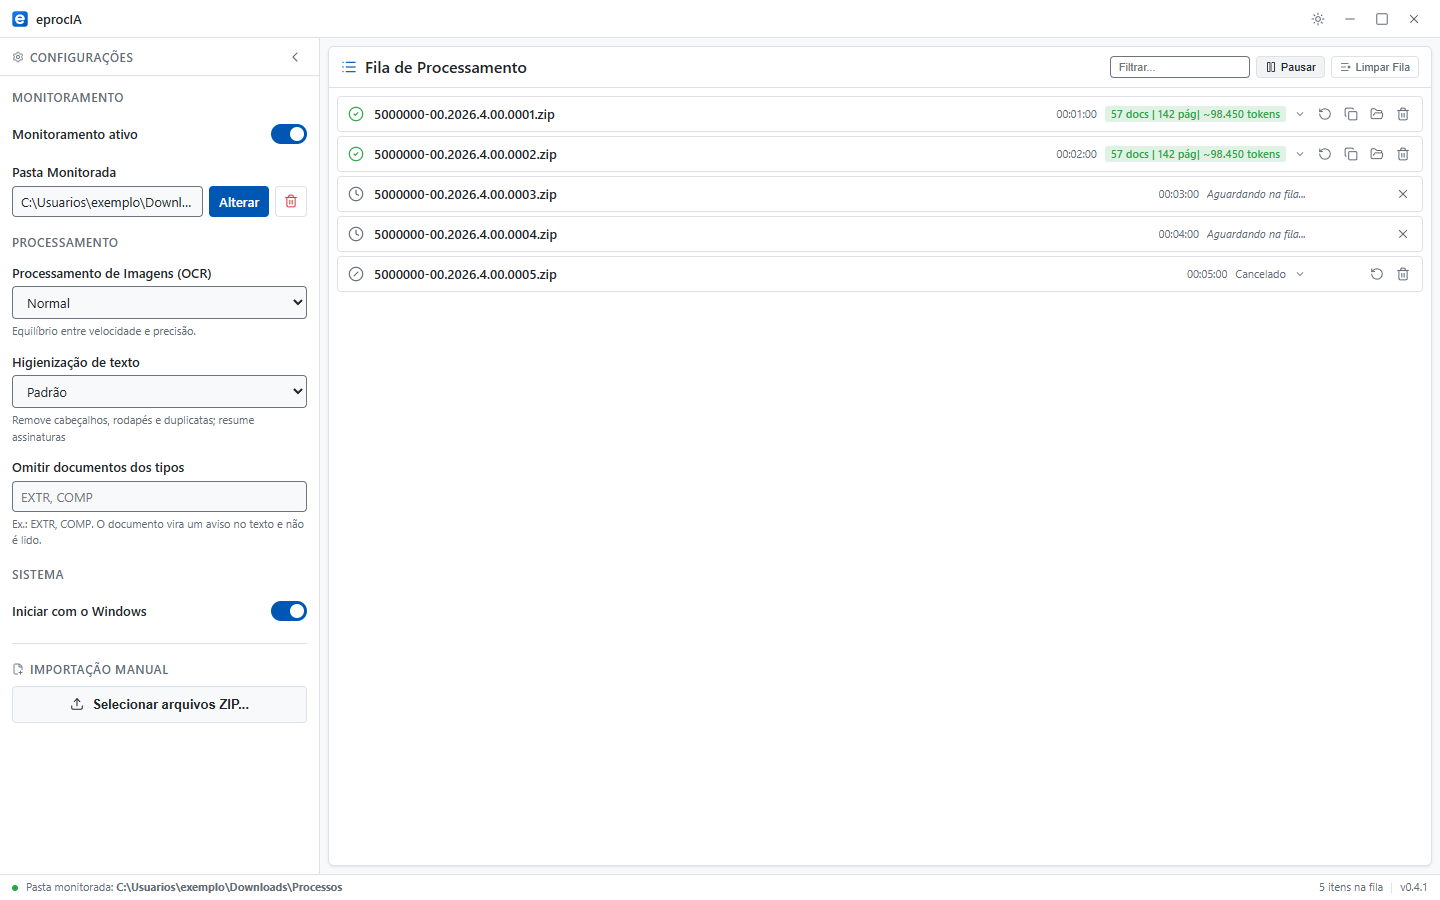 eprocIA
CONFIGURAÇÕES
MONITORAMENTO
Monitoramento ativo
Pasta Monitorada
C:\Usuarios\exemplo\Downl...
Alterar
PROCESSAMENTO
Processamento de Imagens (OCR)
Normal
Equilíbrio entre velocidade e precisão.
Higienização de texto
Padrão
Remove cabeçalhos, rodapés e duplicatas; resume
assinaturas
Omitir documentos dos tipos
EXTR, COMP
Ex.: EXTR, COMP. O documento vira um aviso no texto e não
é lido.
SISTEMA
Iniciar com o Windows
IMPORTAÇÃO MANUAL
Selecionar arquivos ZIP...
Fila de Processamento
Filtrar...
Pausar
Limpar Fila
5000000-00.2026.4.00.0001.zip 00:01:00 57 docs | 142 pág| ~98.450 tokens
5000000-00.2026.4.00.0002.zip 00:02:00 57 docs | 142 pág| ~98.450 tokens
5000000-00.2026.4.00.0003.zip 00:03:00 Aguardando na fila...
5000000-00.2026.4.00.0004.zip 00:04:00 Aguardando na fila...
5000000-00.2026.4.00.0005.zip 00:05:00 Cancelado
Pasta monitorada: C:\Usuarios\exemplo\Downloads\Processos
5 itens na fila
v0.4.1